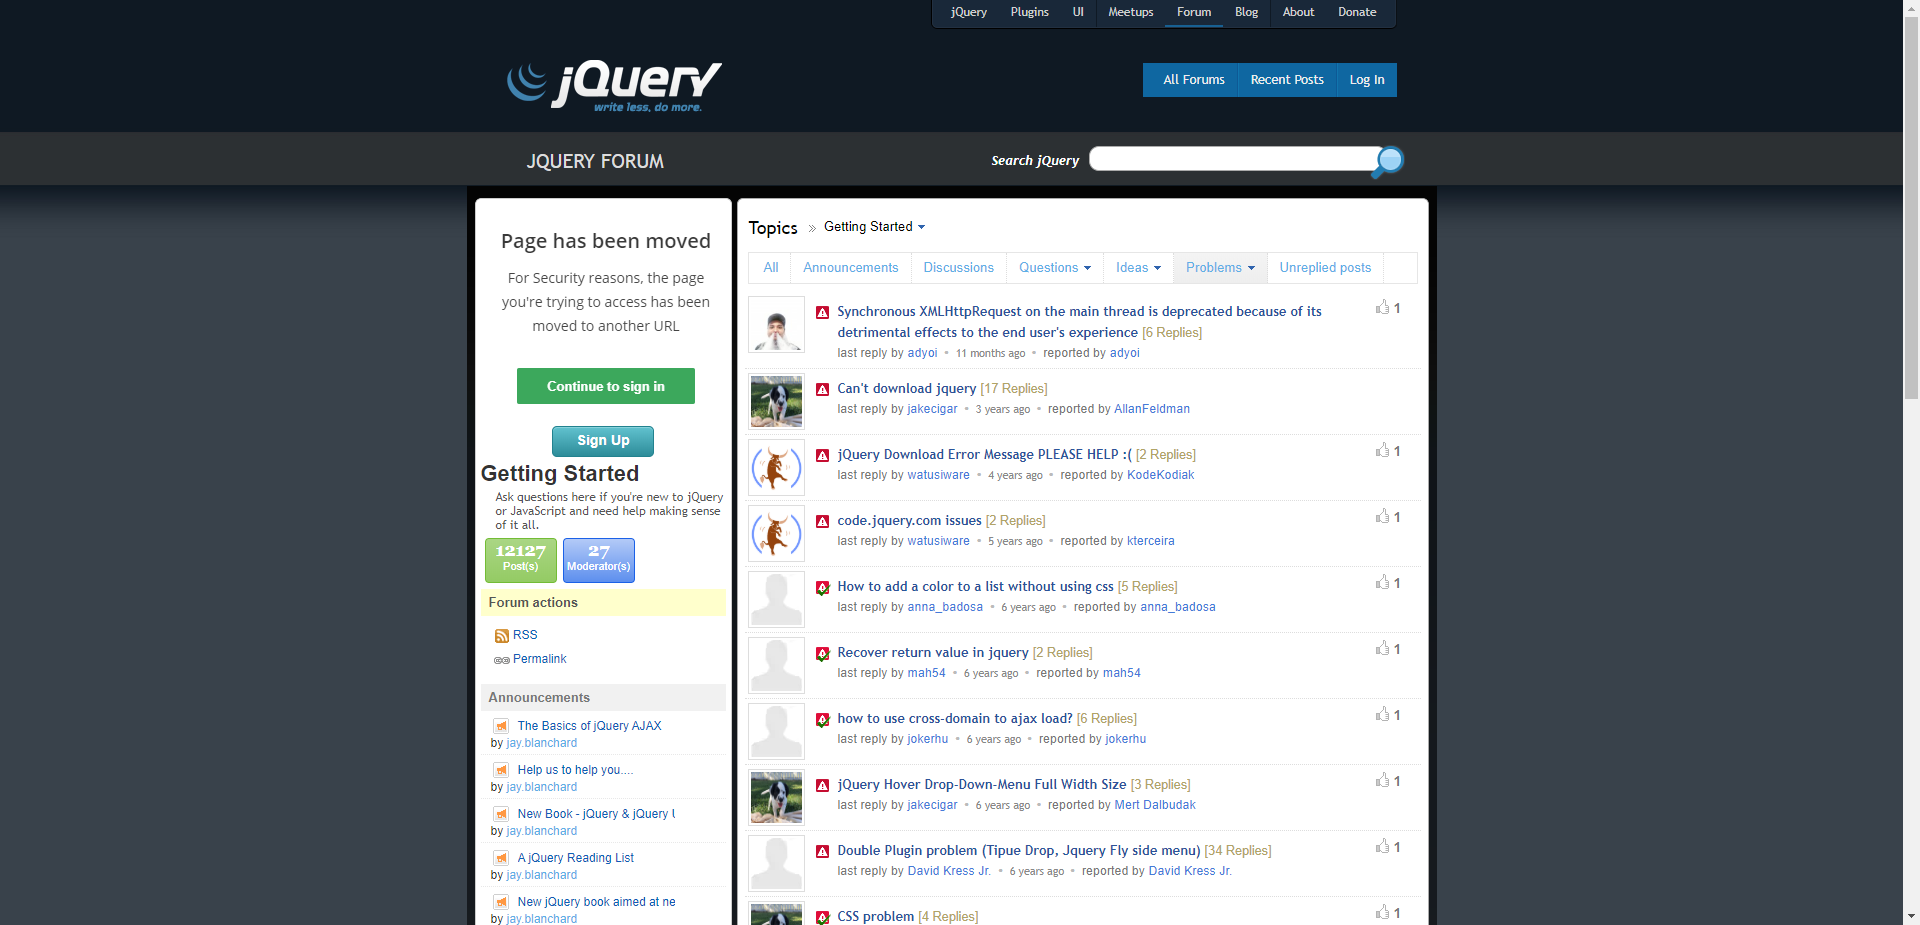 jQuery Plugins UI Meetups Forum Blog About Donate
jQuery
write less, do more.
All Forums Recent Posts Log In
JQUERY FORUM
Search jQuery
Page has been moved
For Security reasons, the page
you're trying to access has been
moved to another URL
Continue to sign in
Sign Up
Getting Started
Ask questions here if you're new to jQuery
or JavaScript and need help making sense
of it all.
12127
Post(s)
27
Moderator(s)
Forum actions
RSS
Permalink
Announcements
The Basics of jQuery AJAX
by jay.blanchard
Help us to help you....
by jay.blanchard
New Book - jQuery & jQuery U
by jay.blanchard
A jQuery Reading List
by jay.blanchard
New jQuery book aimed at ne
by jay.blanchard
Topics » Getting Started
All Announcements Discussions Questions Ideas Problems Unreplied posts
Synchronous XMLHttpRequest on the main thread is deprecated because of its
detrimental effects to the end user's experience [6 Replies]
1
last reply by adyoi • 11 months ago • reported by adyoi
Can't download jquery [17 Replies]
last reply by jakecigar • 3 years ago • reported by AllanFeldman
jQuery Download Error Message PLEASE HELP :( [2 Replies]
1
last reply by watusiware • 4 years ago • reported by KodeKodiak
code.jquery.com issues [2 Replies]
1
last reply by watusiware • 5 years ago • reported by kterceira
How to add a color to a list without using css [5 Replies]
1
last reply by anna_badosa • 6 years ago • reported by anna_badosa
Recover return value in jquery [2 Replies]
1
last reply by mah54 • 6 years ago • reported by mah54
how to use cross-domain to ajax load? [6 Replies]
1
last reply by jokerhu • 6 years ago • reported by jokerhu
jQuery Hover Drop-Down-Menu Full Width Size [3 Replies]
1
last reply by jakecigar • 6 years ago • reported by Mert Dalbudak
Double Plugin problem (Tipue Drop, Jquery Fly side menu) [34 Replies]
1
last reply by David Kress Jr. • 6 years ago • reported by David Kress Jr.
CSS problem [4 Replies]
1